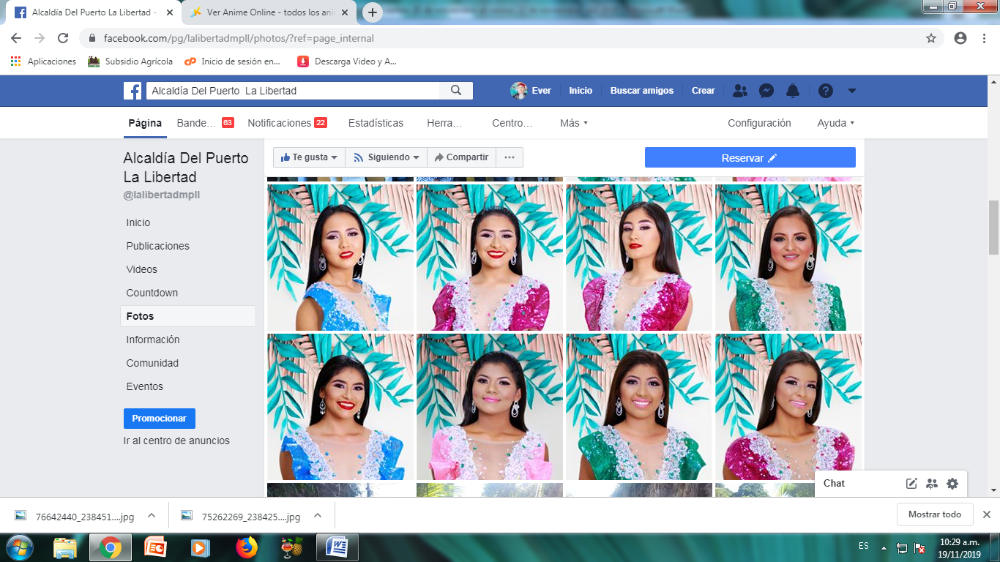 Alcaldía Del Puerto La Libertad -
Ver Anime Online - todos los ani
facebook.com/pg/lalibertadmpll/photos/?ref=page_internal
Aplicaciones
Subsidio Agrícola
Inicio de sesión en...
Descarga Video y A...
Alcaldía Del Puerto La Libertad
Ever
Inicio
Buscar amigos
Crear
Página
Bande... 63
Notificaciones 22
Estadísticas
Herra...
Centro...
Más
Configuración
Ayuda
Alcaldía Del Puerto
La Libertad
@lalibertadmpll
Te gusta
Siguiendo
Compartir
Reservar
Inicio
Publicaciones
Videos
Countdown
Fotos
Información
Comunidad
Eventos
Promocionar
Ir al centro de anuncios
Chat
76642440_238451....jpg
75262269_238425....jpg
Mostrar todo
ES
10:29 a.m.
19/11/2019